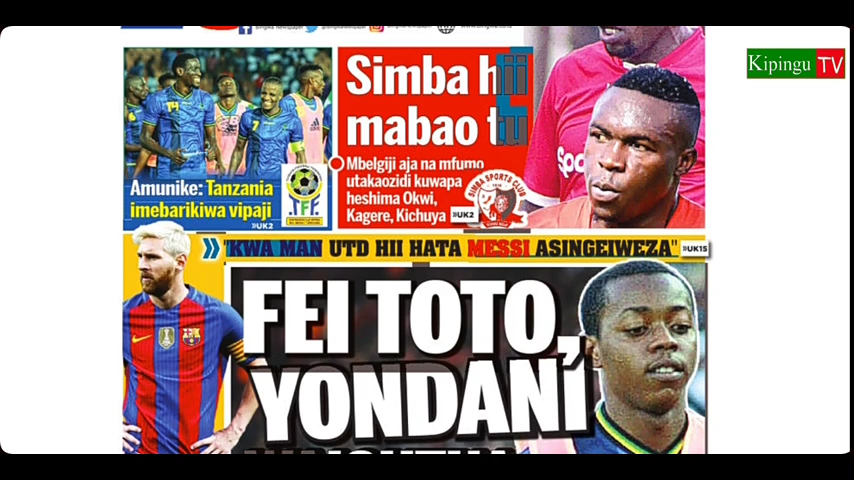 Kipingu TV
Simba hii
mabao tu
Mbelgiji aja na mfumo
utakaozidi kuwapa
heshima Okwi,
Kagere, Kichuya »UK2
SIMBA SPORTS CLUB
Amunike: Tanzania
imebarikiwa vipaji
TFF
»UK2
» "KWA MAN UTD HII HATA MESSI ASINGEIWEZA" »UK15
FEI TOTO,
YONDANI